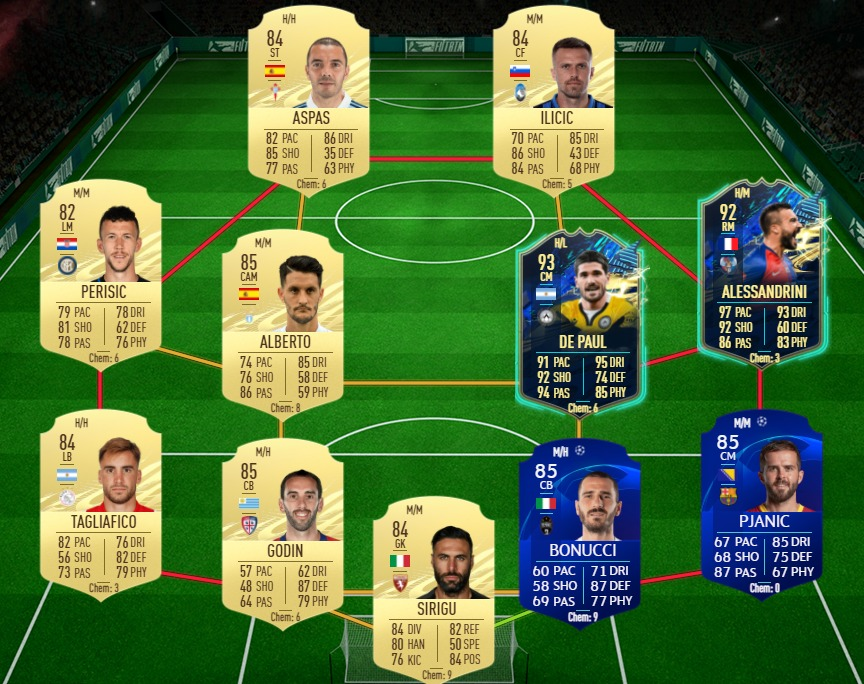 H/H
84
ST
ASPAS
82 PAC 86 DRI
85 SHO 35 DEF
77 PAS 63 PHY
Chem: 6
M/M
84
CF
ILICIC
70 PAC 85 DRI
86 SHO 43 DEF
84 PAS 68 PHY
Chem: 5
M/M
82
LM
PERISIC
79 PAC 78 DRI
81 SHO 62 DEF
78 PAS 76 PHY
Chem: 6
M/M
85
CAM
ALBERTO
74 PAC 85 DRI
76 SHO 58 DEF
86 PAS 59 PHY
Chem: 8
H/L
93
CM
DE PAUL
91 PAC 95 DRI
92 SHO 74 DEF
94 PAS 85 PHY
Chem: 6
H/M
92
RM
ALESSANDRINI
97 PAC 93 DRI
92 SHO 60 DEF
86 PAS 83 PHY
Chem: 3
H/H
84
LB
TAGLIAFICO
82 PAC 76 DRI
56 SHO 82 DEF
73 PAS 79 PHY
Chem: 3
M/H
85
CB
GODIN
57 PAC 62 DRI
48 SHO 87 DEF
64 PAS 79 PHY
Chem: 6
M/M
84
GK
SIRIGU
84 DIV 82 REF
80 HAN 50 SPE
76 KIC 84 POS
Chem: 9
M/H
85
CB
BONUCCI
60 PAC 71 DRI
58 SHO 87 DEF
69 PAS 77 PHY
Chem: 9
M/M
85
CM
PJANIC
67 PAC 85 DRI
68 SHO 75 DEF
87 PAS 67 PHY
Chem: 0